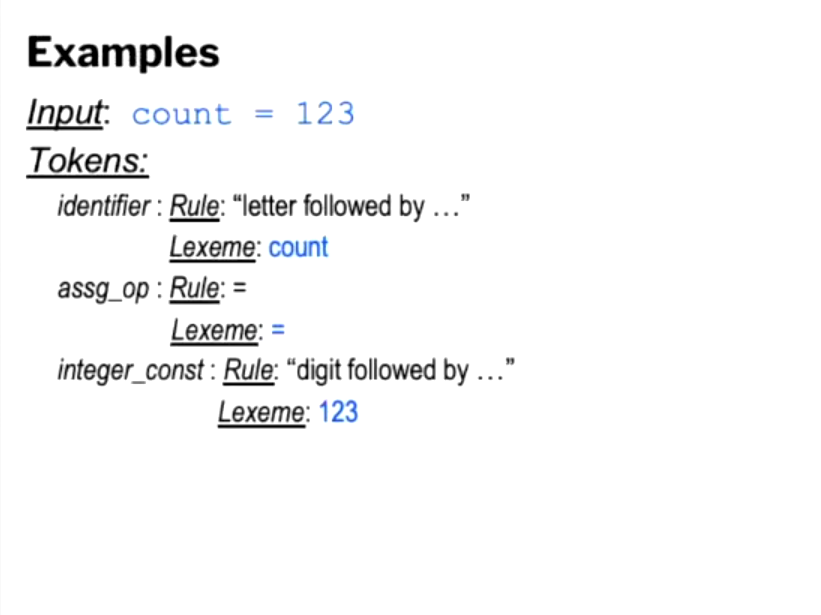 Examples
Input: count = 123
Tokens:
identifier : Rule: “letter followed by …”
Lexeme: count
assg_op : Rule: =
Lexeme: =
integer_const : Rule: “digit followed by …”
Lexeme: 123